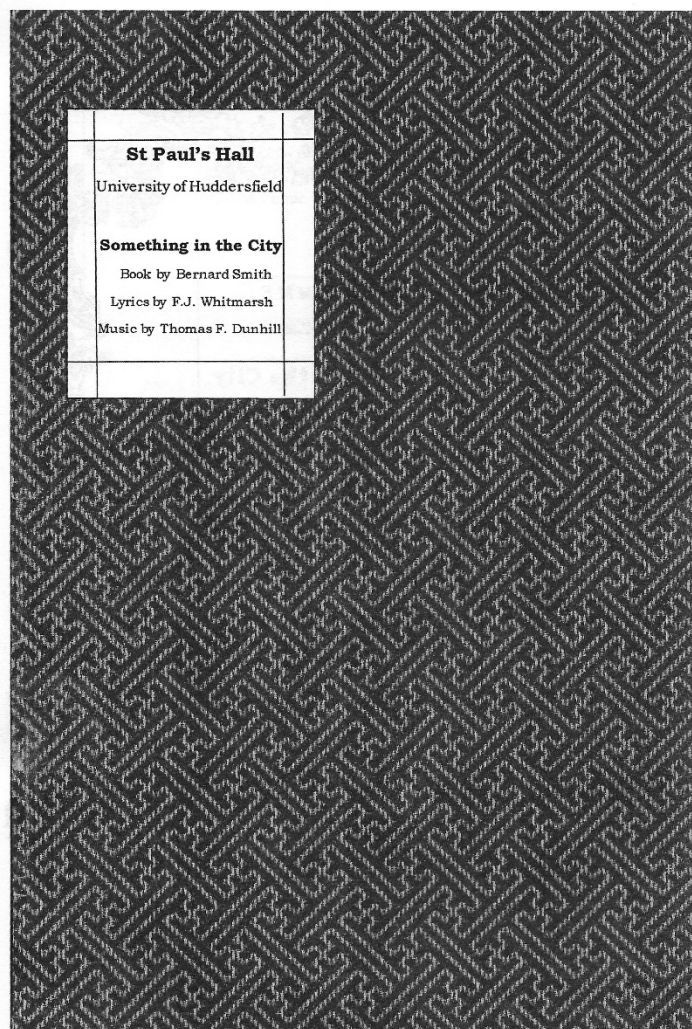 St Paul's Hall
University of Huddersfield
Something in the City
Book by Bernard Smith
Lyrics by F.J. Whitmarsh
Music by Thomas F. Dunhill